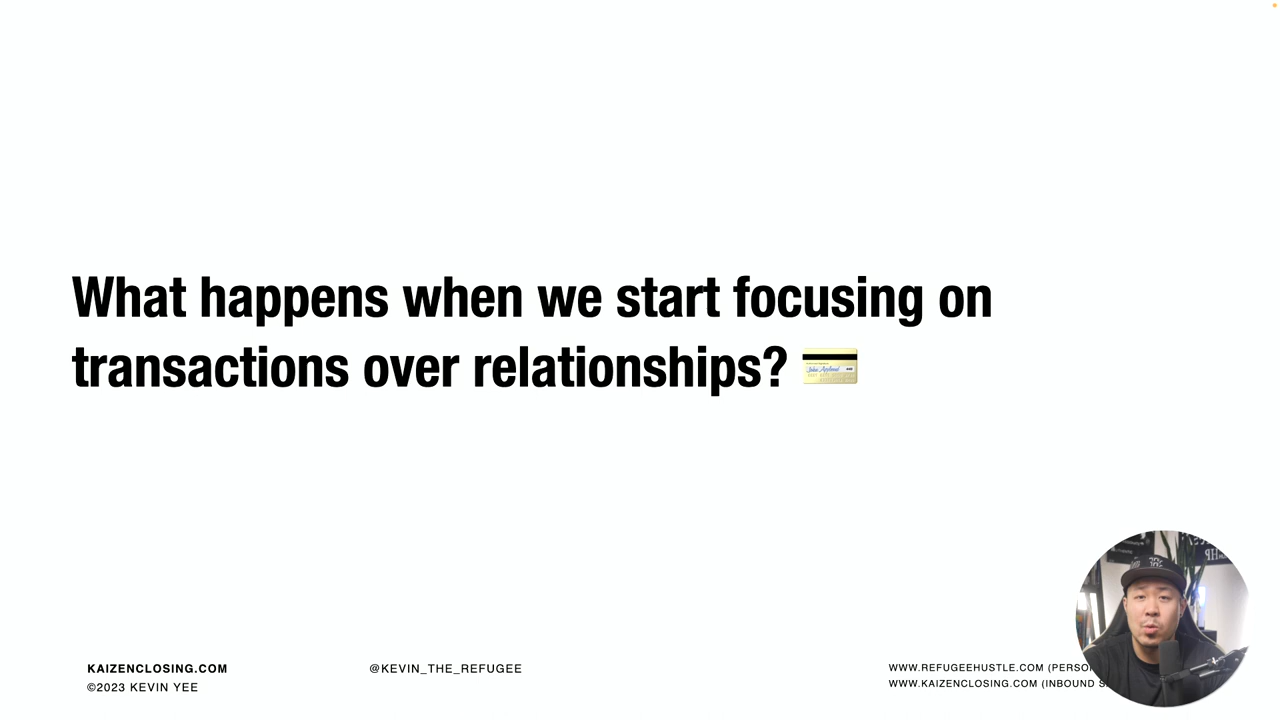 What happens when we start focusing on
transactions over relationships? 💳
KAIZENCLOSING.COM
©2023 KEVIN YEE
@KEVIN_THE_REFUGEE
WWW.REFUGEEHUSTLE.COM
WWW.KAIZENCLOSING.COM (INBOUND